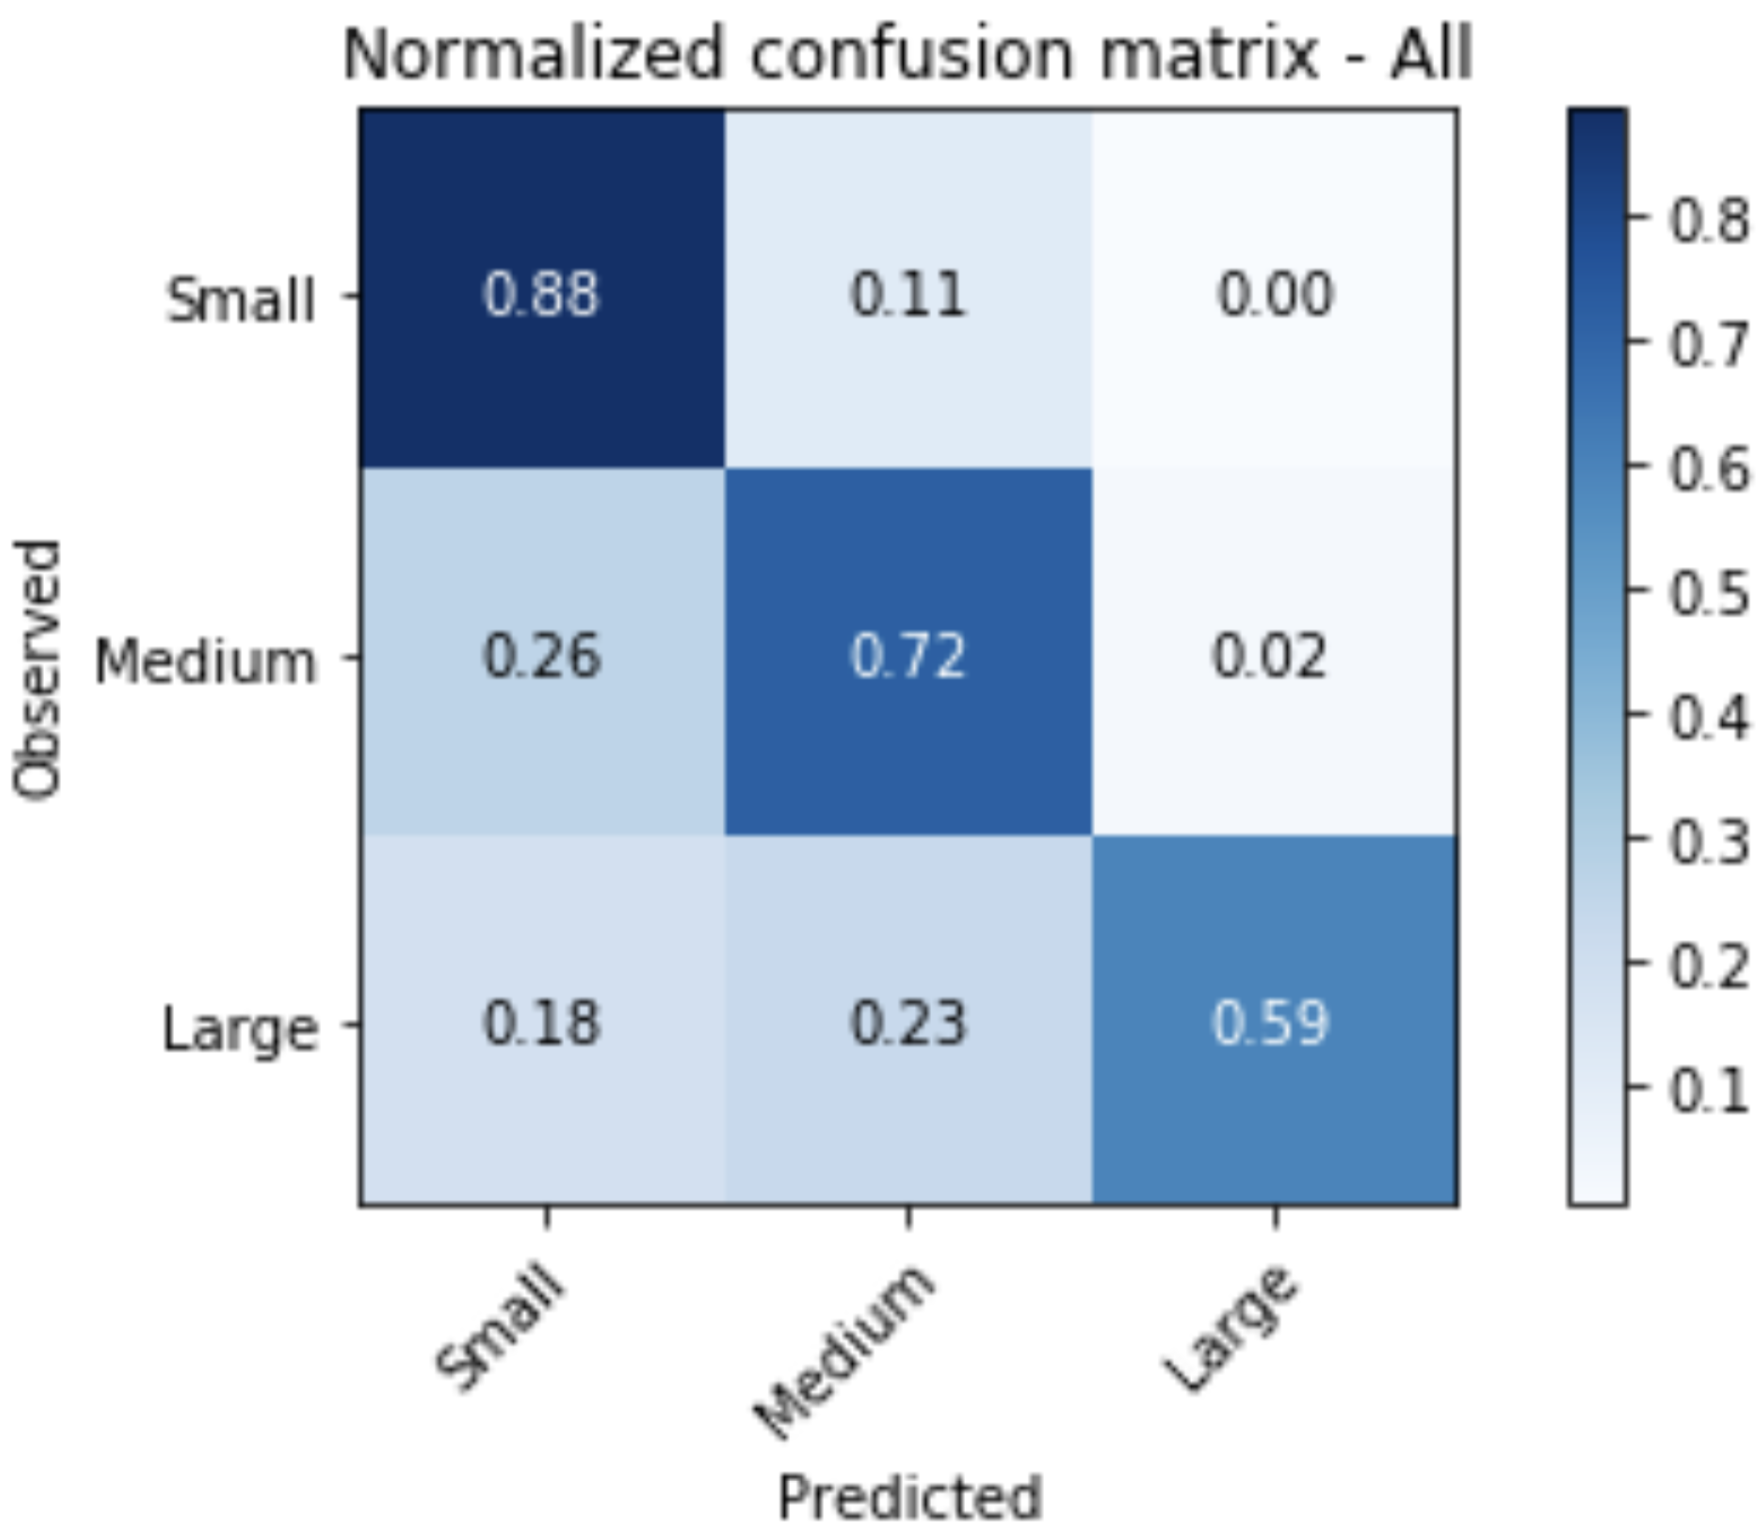 Normalized confusion matrix - All
Observed
Small
0.88
0.11
0.00
Medium
0.26
0.72
0.02
Large
0.18
0.23
0.59
Small
Medium
Large
Predicted
0.8
0.7
0.6
0.5
0.4
0.3
0.2
0.1